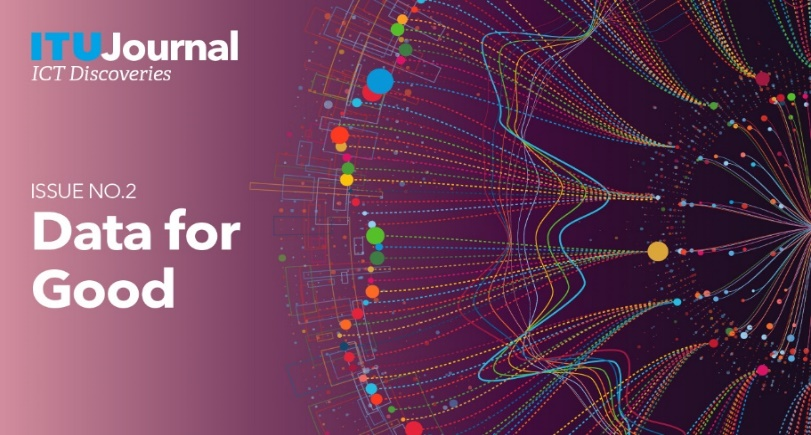 ITUJournal
ICT Discoveries
ISSUE NO.2
Data for
Good